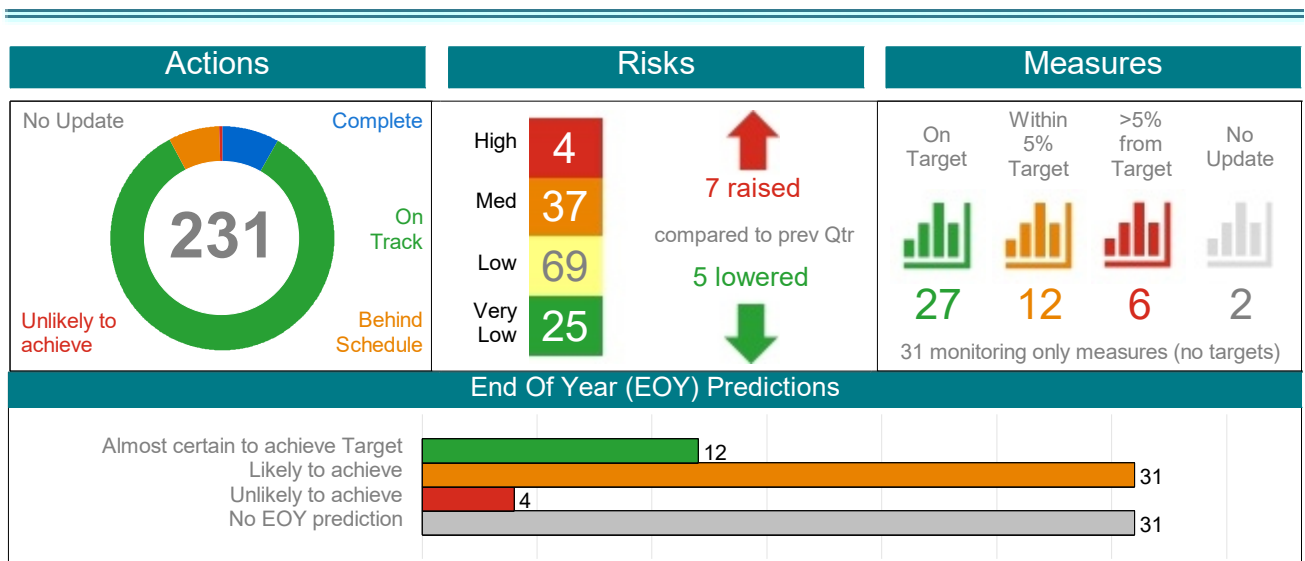 Actions
No Update
Complete
231
On
Track
Unlikely to
achieve
Behind
Schedule
Risks
High
4
Med
37
Low
69
Very
Low
25
7 raised
compared to prev Qtr
5 lowered
Measures
On
Target
Within
5%
Target
>5%
from
Target
No
Update
27
12
6
2
31 monitoring only measures (no targets)
End Of Year (EOY) Predictions
Almost certain to achieve Target
12
Likely to achieve
31
Unlikely to achieve
4
No EOY prediction
31